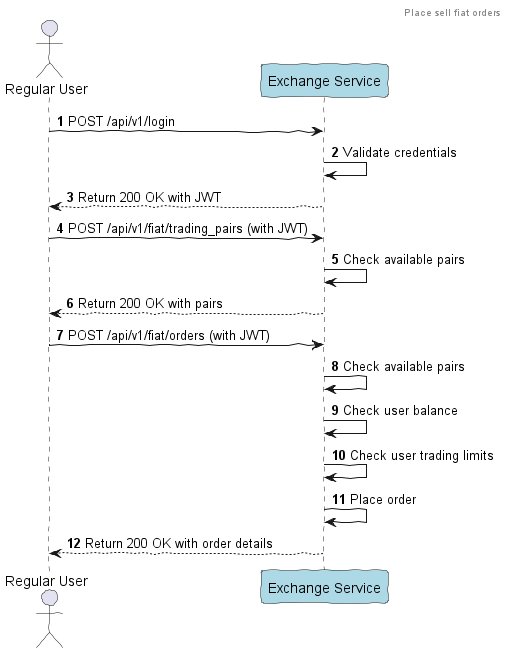 Place sell fiat orders
Regular User
Exchange Service
1 POST /api/v1/login
2 Validate credentials
3 Return 200 OK with JWT
4 POST /api/v1/fiat/trading_pairs (with JWT)
5 Check available pairs
6 Return 200 OK with pairs
7 POST /api/v1/fiat/orders (with JWT)
8 Check available pairs
9 Check user balance
10 Check user trading limits
11 Place order
12 Return 200 OK with order details
Regular User
Exchange Service